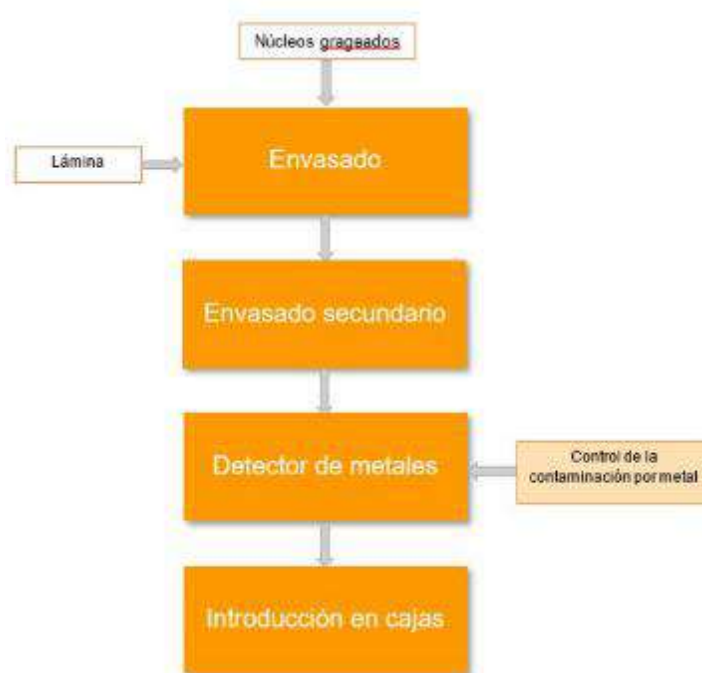 Núcleos grageados
Lámina
Envasado
Envasado secundario
Detector de metales
Control de la
contaminación por metal
Introducción en cajas